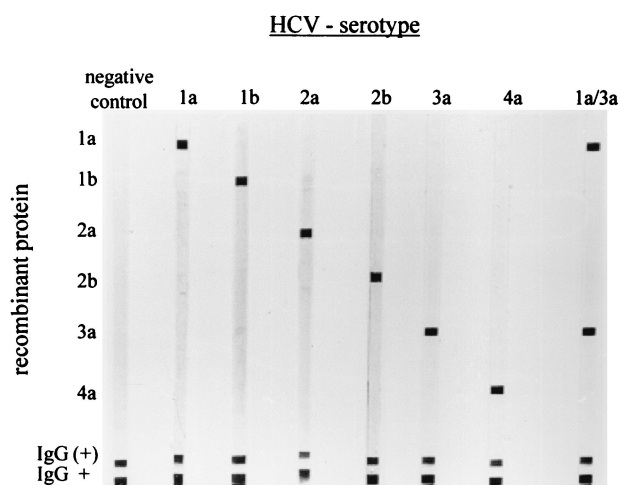 HCV - serotype
negative
control 1a 1b 2a 2b 3a 4a 1a/3a
recombinant protein
1a
1b
2a
2b
3a
4a
IgG (+)
IgG +